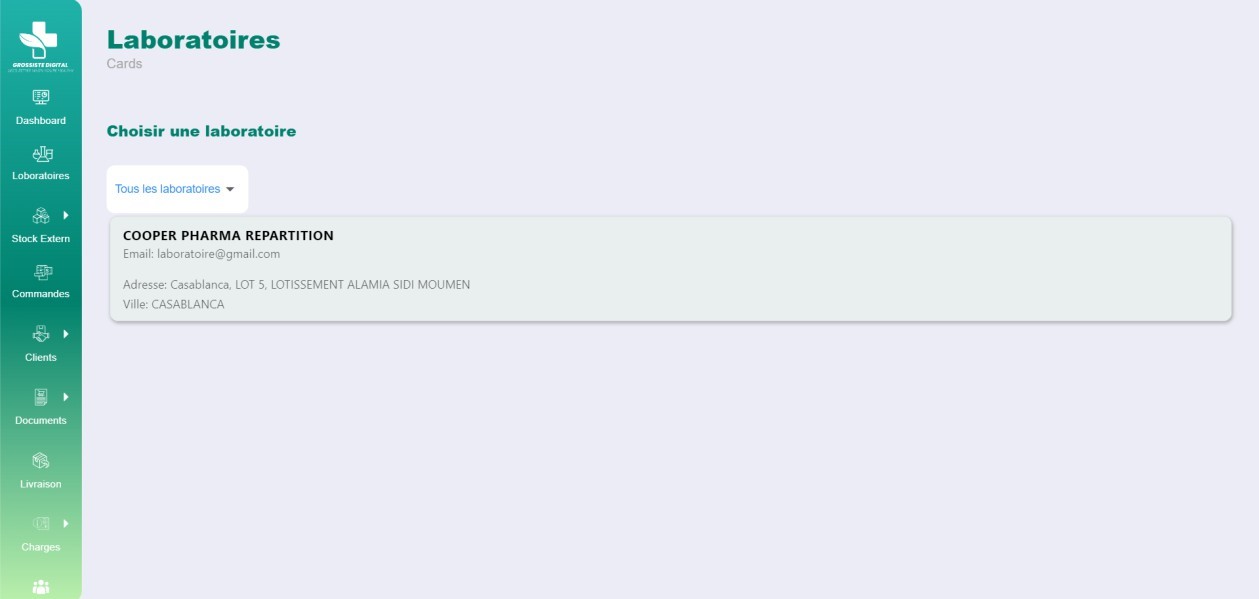 Laboratoires
Cards
GROSSISTE DIGITAL
Dashboard
Choisir une laboratoire
Loboratoires
Tous les laboratoires
Stock Extern
COOPER PHARMA REPARTITION
Email: laboratoire@gmail.com
Adresse: Casablanca, LOT 5, LOTISSEMENT ALAMIA SIDI MOUMEN
Ville: CASABLANCA
Commandes
Clients
Documents
Livraison
Charges